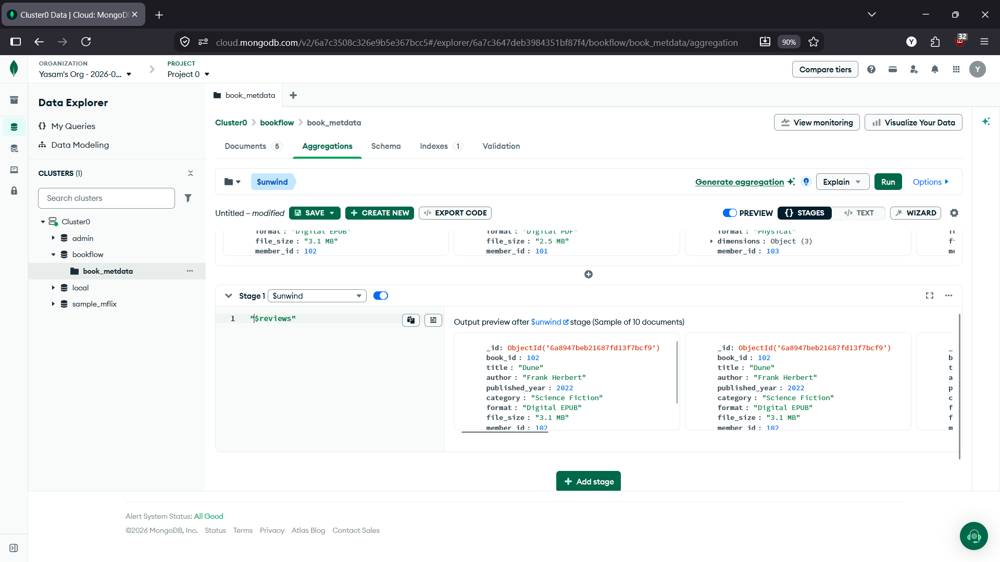 Cluster0 Data | Cloud: MongoDB
cloud.mongodb.com/v2/6a7c3508c326e9b5e367bcc5#/explorer/6a7c3647deb3984351bf87f4/bookflow/book_metdata/aggregation
90%
Y
32
ORGANIZATION
Yasam's Org - 2026-0...
PROJECT
Project 0
Compare tiers
Y
Data Explorer
My Queries
Data Modeling
CLUSTERS (1)
Search clusters
Cluster0
admin
bookflow
book_metdata
local
sample_mflix
book_metdata
Cluster0 > bookflow > book_metdata
View monitoring
Visualize Your Data
Documents 5
Aggregations
Schema
Indexes 1
Validation
$unwind
Generate aggregation
Explain
Run
Options
Untitled – modified
SAVE
CREATE NEW
</> EXPORT CODE
PREVIEW
{} STAGES
</> TEXT
WIZARD
format : "Digital EPUB"
file_size : "3.1 MB"
member_id : 102
format : "Digital PDF"
file_size : "2.5 MB"
member_id : 101
format : "Physical"
dimensions : Object (3)
member_id : 103
Stage 1 $unwind
1 "$reviews"
Output preview after $unwind stage (Sample of 10 documents)
_id: ObjectId('6a8947beb21687fd13f7bcf9')
book_id : 102
title : "Dune"
author : "Frank Herbert"
published_year : 2022
category : "Science Fiction"
format : "Digital EPUB"
file_size : "3.1 MB"
member_id : 102
_id: ObjectId('6a8947beb21687fd13f7bcf9')
book_id : 102
title : "Dune"
author : "Frank Herbert"
published_year : 2022
category : "Science Fiction"
format : "Digital EPUB"
file_size : "3.1 MB"
member_id : 102
Add stage
Alert System Status: All Good
©2026 MongoDB, Inc. Status Terms Privacy Atlas Blog Contact Sales